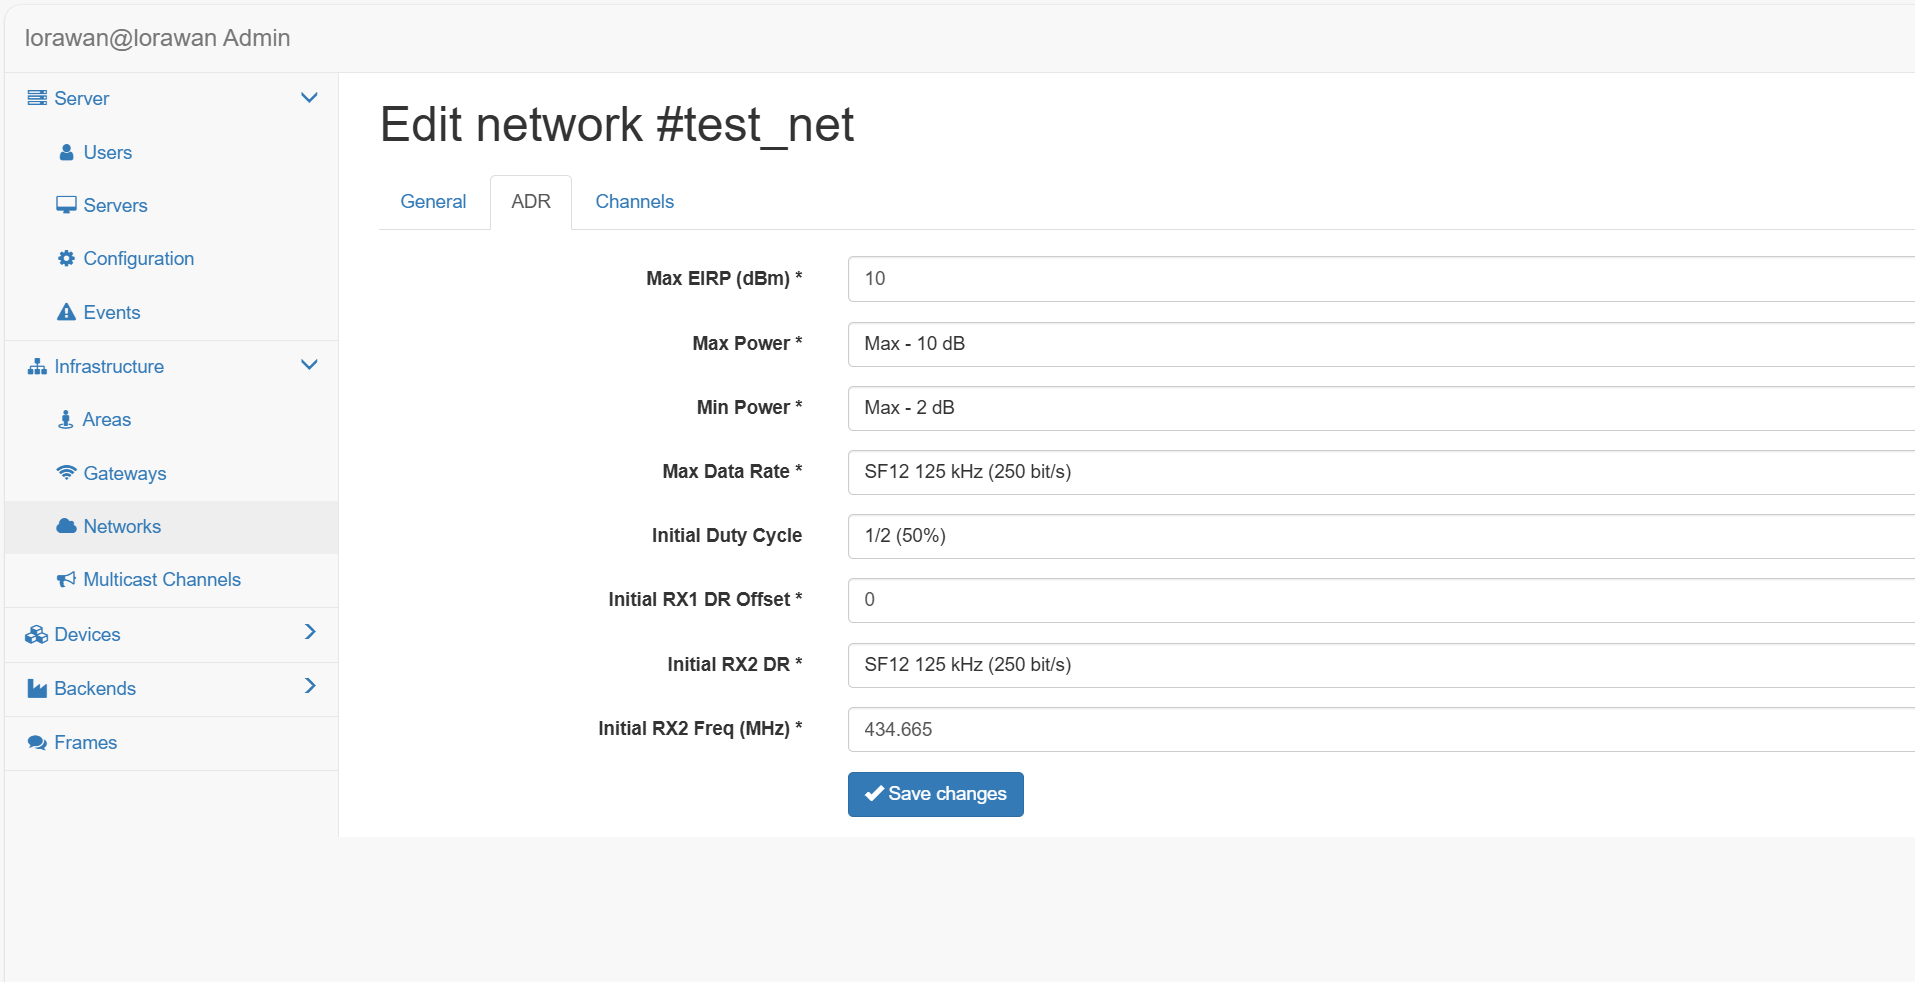 lorawan@lorawan Admin
Server
Users
Servers
Configuration
Events
Infrastructure
Areas
Gateways
Networks
Multicast Channels
Devices
Backends
Frames
Edit network #test_net
General ADR Channels
Max EIRP (dBm) * 10
Max Power * Max - 10 dB
Min Power * Max - 2 dB
Max Data Rate * SF12 125 kHz (250 bit/s)
Initial Duty Cycle 1/2 (50%)
Initial RX1 DR Offset * 0
Initial RX2 DR * SF12 125 kHz (250 bit/s)
Initial RX2 Freq (MHz) * 434.665
Save changes